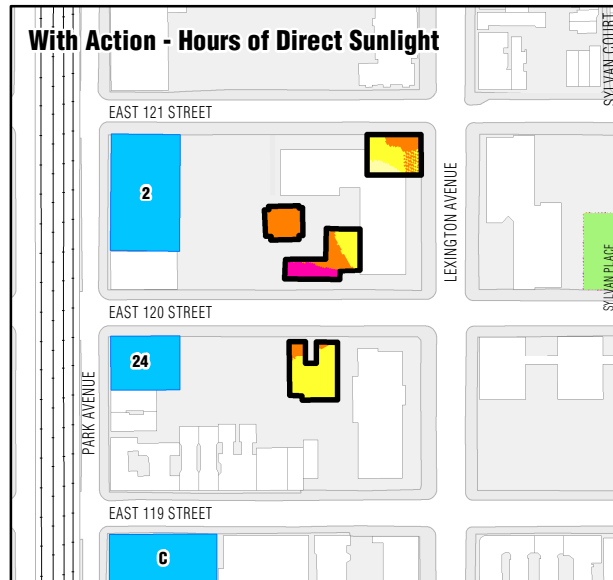 With Action - Hours of Direct Sunlight
SYLVAN COURT
EAST 121 STREET
2
LEXINGTON AVENUE
SYLVAN PLACE
EAST 120 STREET
24
PARK AVENUE
EAST 119 STREET
C